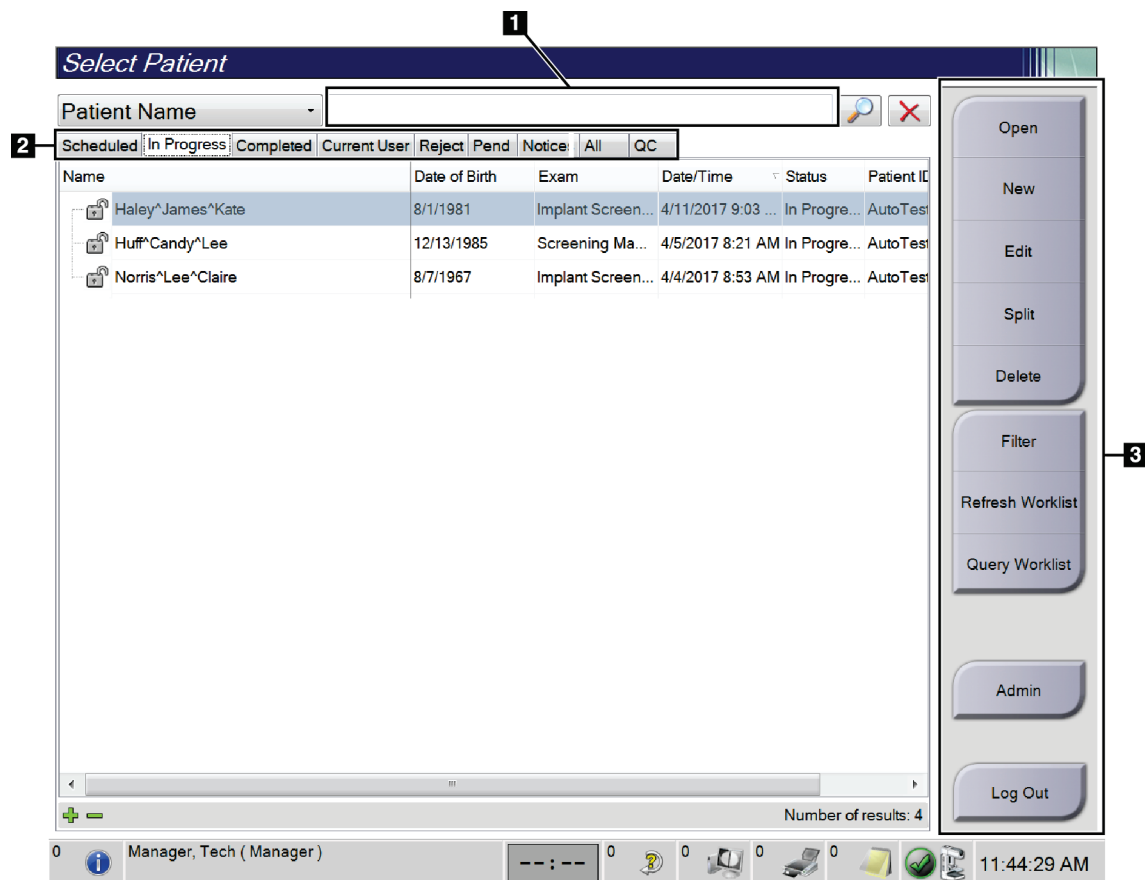 1
Select Patient
Patient Name
2
Scheduled In Progress Completed Current User Reject Pend Notice All QC
Name Date of Birth Exam Date/Time Status Patient ID
Haley^James^Kate 8/1/1981 Implant Screen... 4/11/2017 9:03 ... In Progre... AutoTest
Huff^Candy^Lee 12/13/1985 Screening Ma... 4/5/2017 8:21 AM In Progre... AutoTest
Norris^Lee^Claire 8/7/1967 Implant Screen... 4/4/2017 8:53 AM In Progre... AutoTest
Open
New
Edit
Split
Delete
Filter
3
Refresh Worklist
Query Worklist
Admin
Log Out
Number of results: 4
0 Manager, Tech ( Manager ) --:-- 0 0 0 0 11:44:29 AM